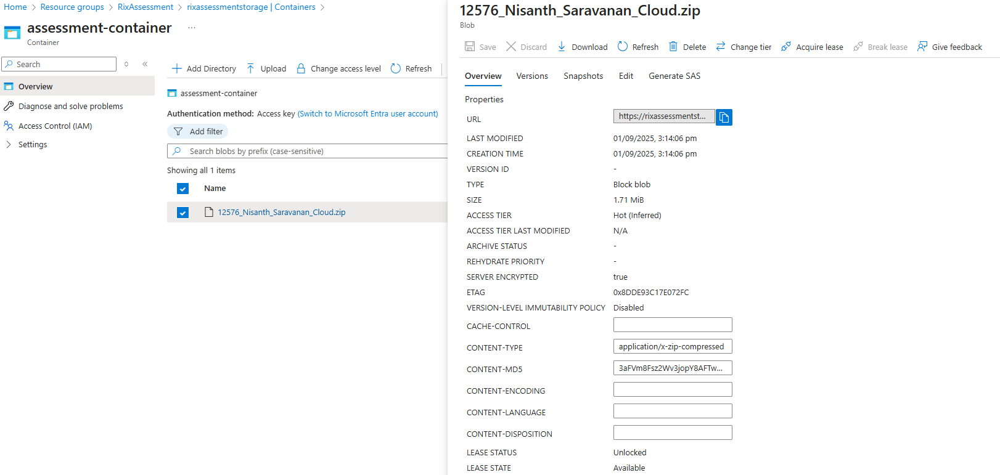 Home > Resource groups > RixAssessment > rixassessmentstorage | Containers >
assessment-container ...
Container
Search
Overview
Diagnose and solve problems
Access Control (IAM)
Settings
Add Directory Upload Change access level Refresh
assessment-container
Authentication method: Access key (Switch to Microsoft Entra user account)
Add filter
Search blobs by prefix (case-sensitive)
Showing all 1 items
Name
12576_Nisanth_Saravanan_Cloud.zip
12576_Nisanth_Saravanan_Cloud.zip
Blob
Save Discard Download Refresh Delete Change tier Acquire lease Break lease Give feedback
Overview Versions Snapshots Edit Generate SAS
Properties
URL https://rixassessmentst...
LAST MODIFIED 01/09/2025, 3:14:06 pm
CREATION TIME 01/09/2025, 3:14:06 pm
VERSION ID -
TYPE Block blob
SIZE 1.71 MiB
ACCESS TIER Hot (Inferred)
ACCESS TIER LAST MODIFIED N/A
ARCHIVE STATUS -
REHYDRATE PRIORITY -
SERVER ENCRYPTED true
ETAG 0x8DDE93C17E072FC
VERSION-LEVEL IMMUTABILITY POLICY Disabled
CACHE-CONTROL
CONTENT-TYPE application/x-zip-compressed
CONTENT-MD5 3aFVm8Fsz2Wv3jopY8AFTw...
CONTENT-ENCODING
CONTENT-LANGUAGE
CONTENT-DISPOSITION
LEASE STATUS Unlocked
LEASE STATE Available